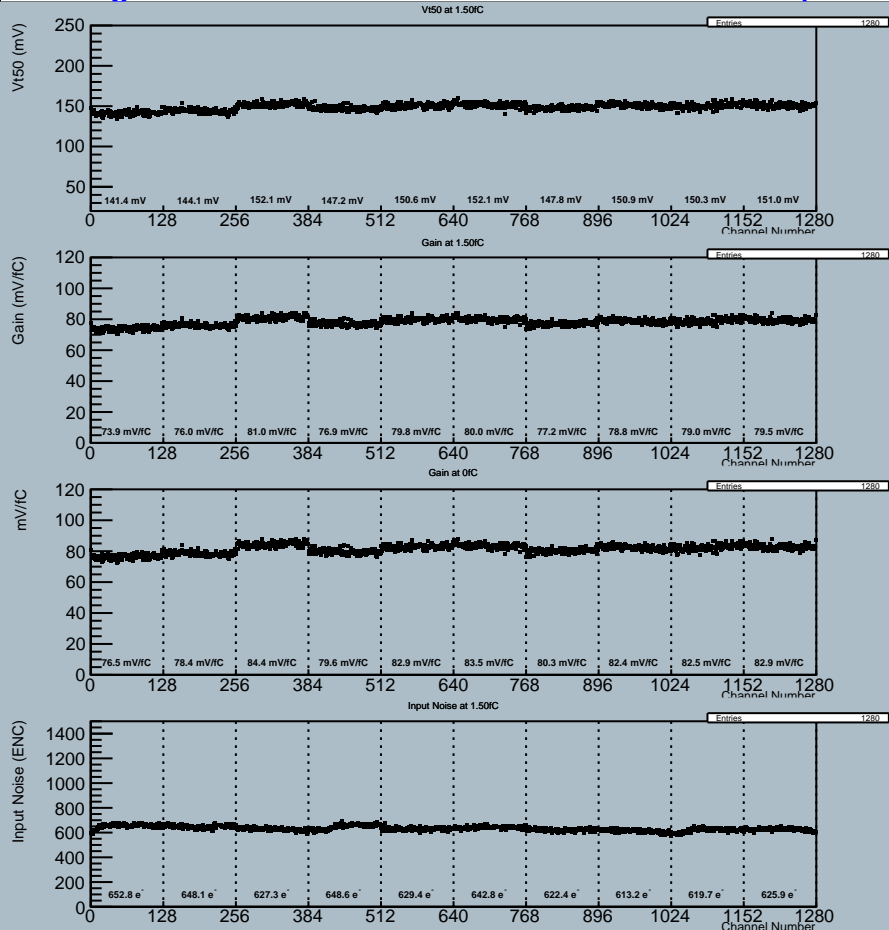 Vt50 at 1.50fC
Entries 1280
Vt50 (mV)
250
200
150
100
50
141.4 mV 144.1 mV 152.1 mV 147.2 mV 150.6 mV 152.1 mV 147.8 mV 150.9 mV 150.3 mV 151.0 mV
0 128 256 384 512 640 768 896 1024 1152 1280
Channel Number
Gain at 1.50fC
Entries 1280
Gain (mV/fC)
120
100
80
60
40
20
0
73.9 mV/fC 76.0 mV/fC 81.0 mV/fC 76.9 mV/fC 79.8 mV/fC 80.0 mV/fC 77.2 mV/fC 78.8 mV/fC 79.0 mV/fC 79.5 mV/fC
0 128 256 384 512 640 768 896 1024 1152 1280
Channel Number
Gain at 0fC
Entries 1280
mV/fC
120
100
80
60
40
20
0
76.5 mV/fC 78.4 mV/fC 84.4 mV/fC 79.6 mV/fC 82.9 mV/fC 83.5 mV/fC 80.3 mV/fC 82.4 mV/fC 82.5 mV/fC 82.9 mV/fC
0 128 256 384 512 640 768 896 1024 1152 1280
Channel Number
Input Noise at 1.50fC
Entries 1280
Input Noise (ENC)
1400
1200
1000
800
600
400
200
0
652.8 e⁻ 648.1 e⁻ 627.3 e⁻ 648.6 e⁻ 629.4 e⁻ 642.8 e⁻ 622.4 e⁻ 613.2 e⁻ 619.7 e⁻ 625.9 e⁻
0 128 256 384 512 640 768 896 1024 1152 1280
Channel Number